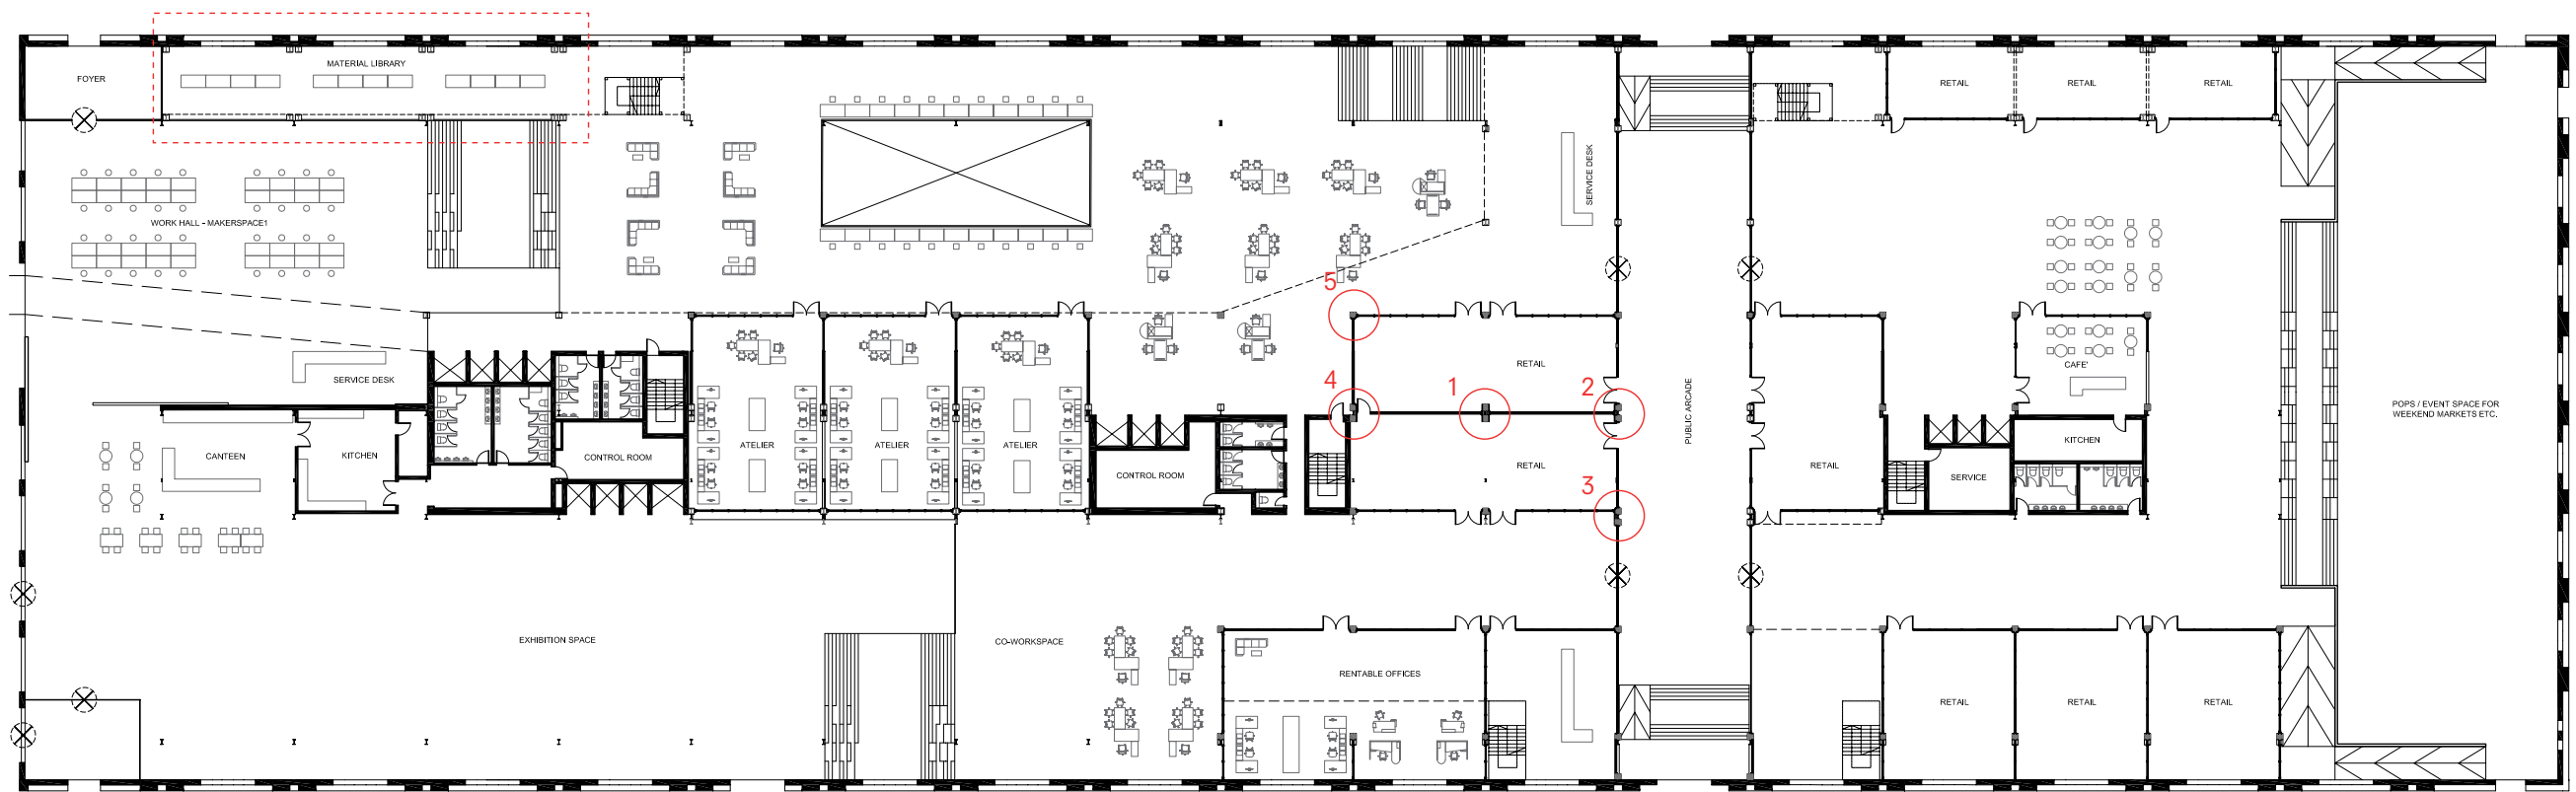 MATERIAL LIBRARY
FOYER
RETAIL
RETAIL
RETAIL
SERVICE DESK
WORK HALL - MAKERSPACE1
5
RETAIL
CAFE'
SERVICE DESK
4
1
2
PUBLIC ARCADE
POPS / EVENT SPACE FOR
WEEKEND MARKETS ETC.
CANTEEN
KITCHEN
CONTROL ROOM
ATELIER
ATELIER
ATELIER
CONTROL ROOM
RETAIL
3
RETAIL
SERVICE
KITCHEN
EXHIBITION SPACE
CO-WORKSPACE
RENTABLE OFFICES
RETAIL
RETAIL
RETAIL